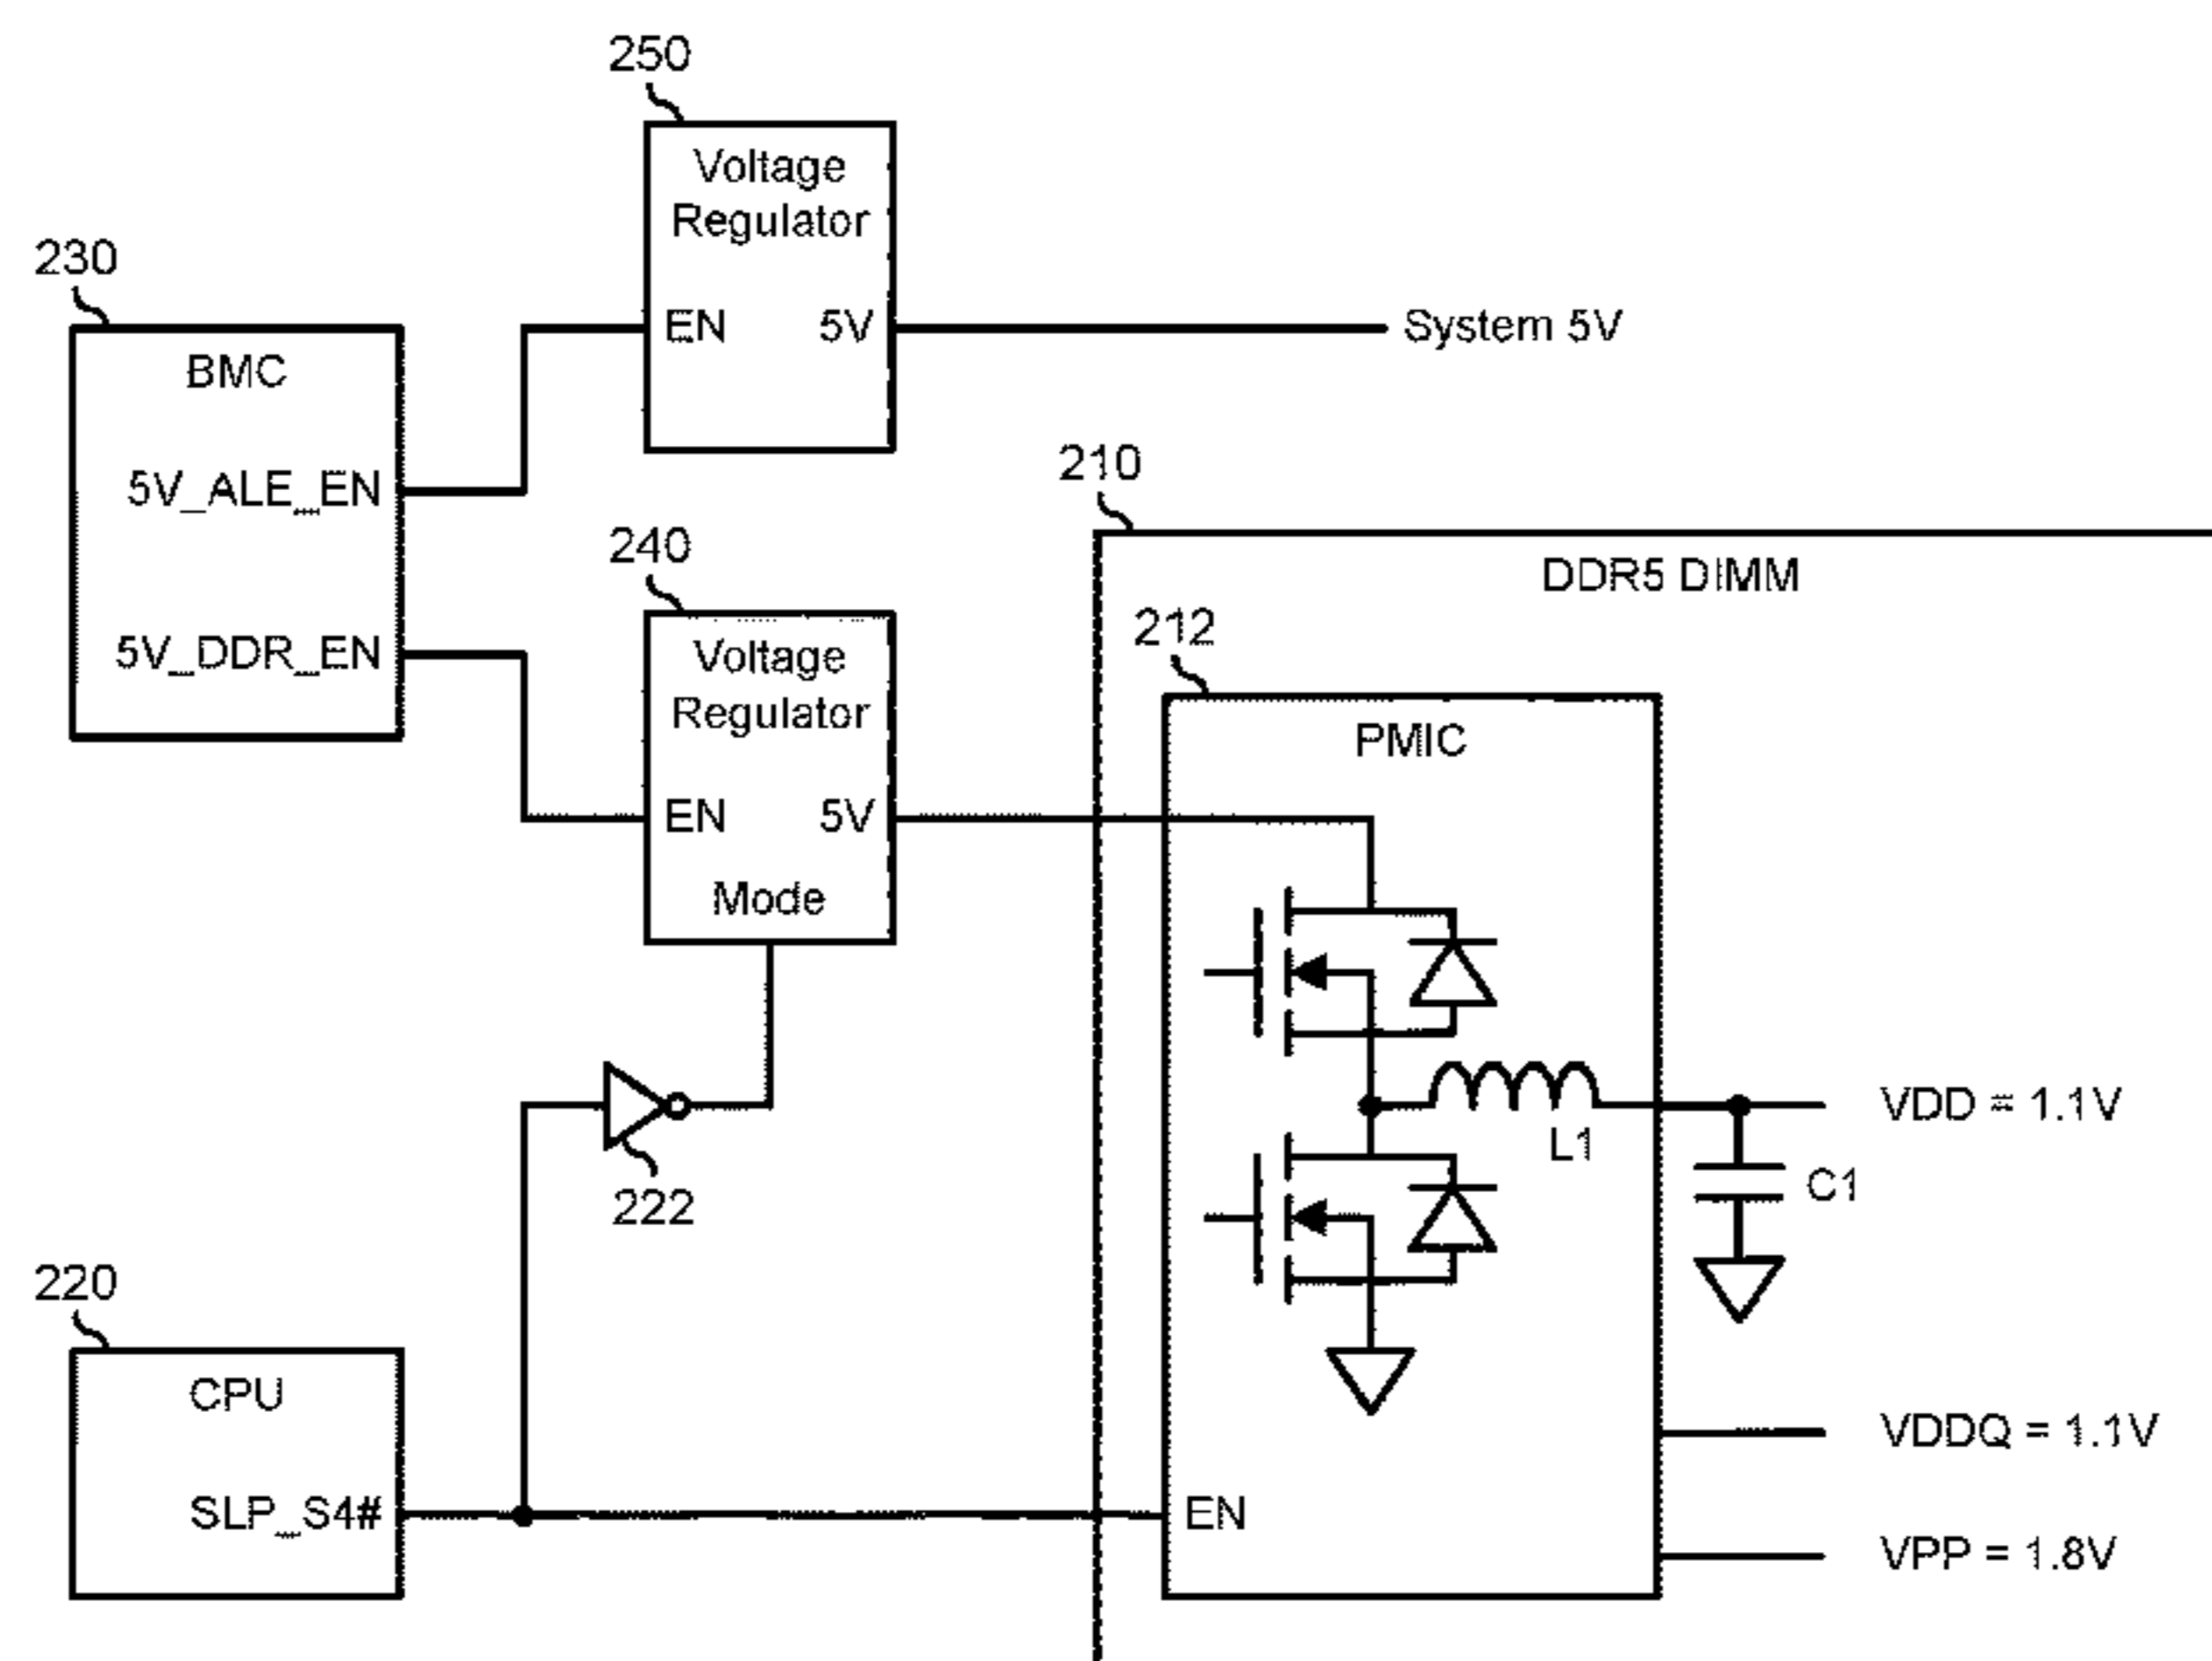 250
Voltage
Regulator
EN
5V
System 5V
230
BMC
5V_ALE_EN
5V_DDR_EN
240
Voltage
Regulator
EN
5V
Mode
210
DDR5 DIMM
212
PMIC
L1
VDD = 1.1V
C1
222
220
CPU
SLP_S4#
EN
VDDQ = 1.1V
VPP = 1.8V